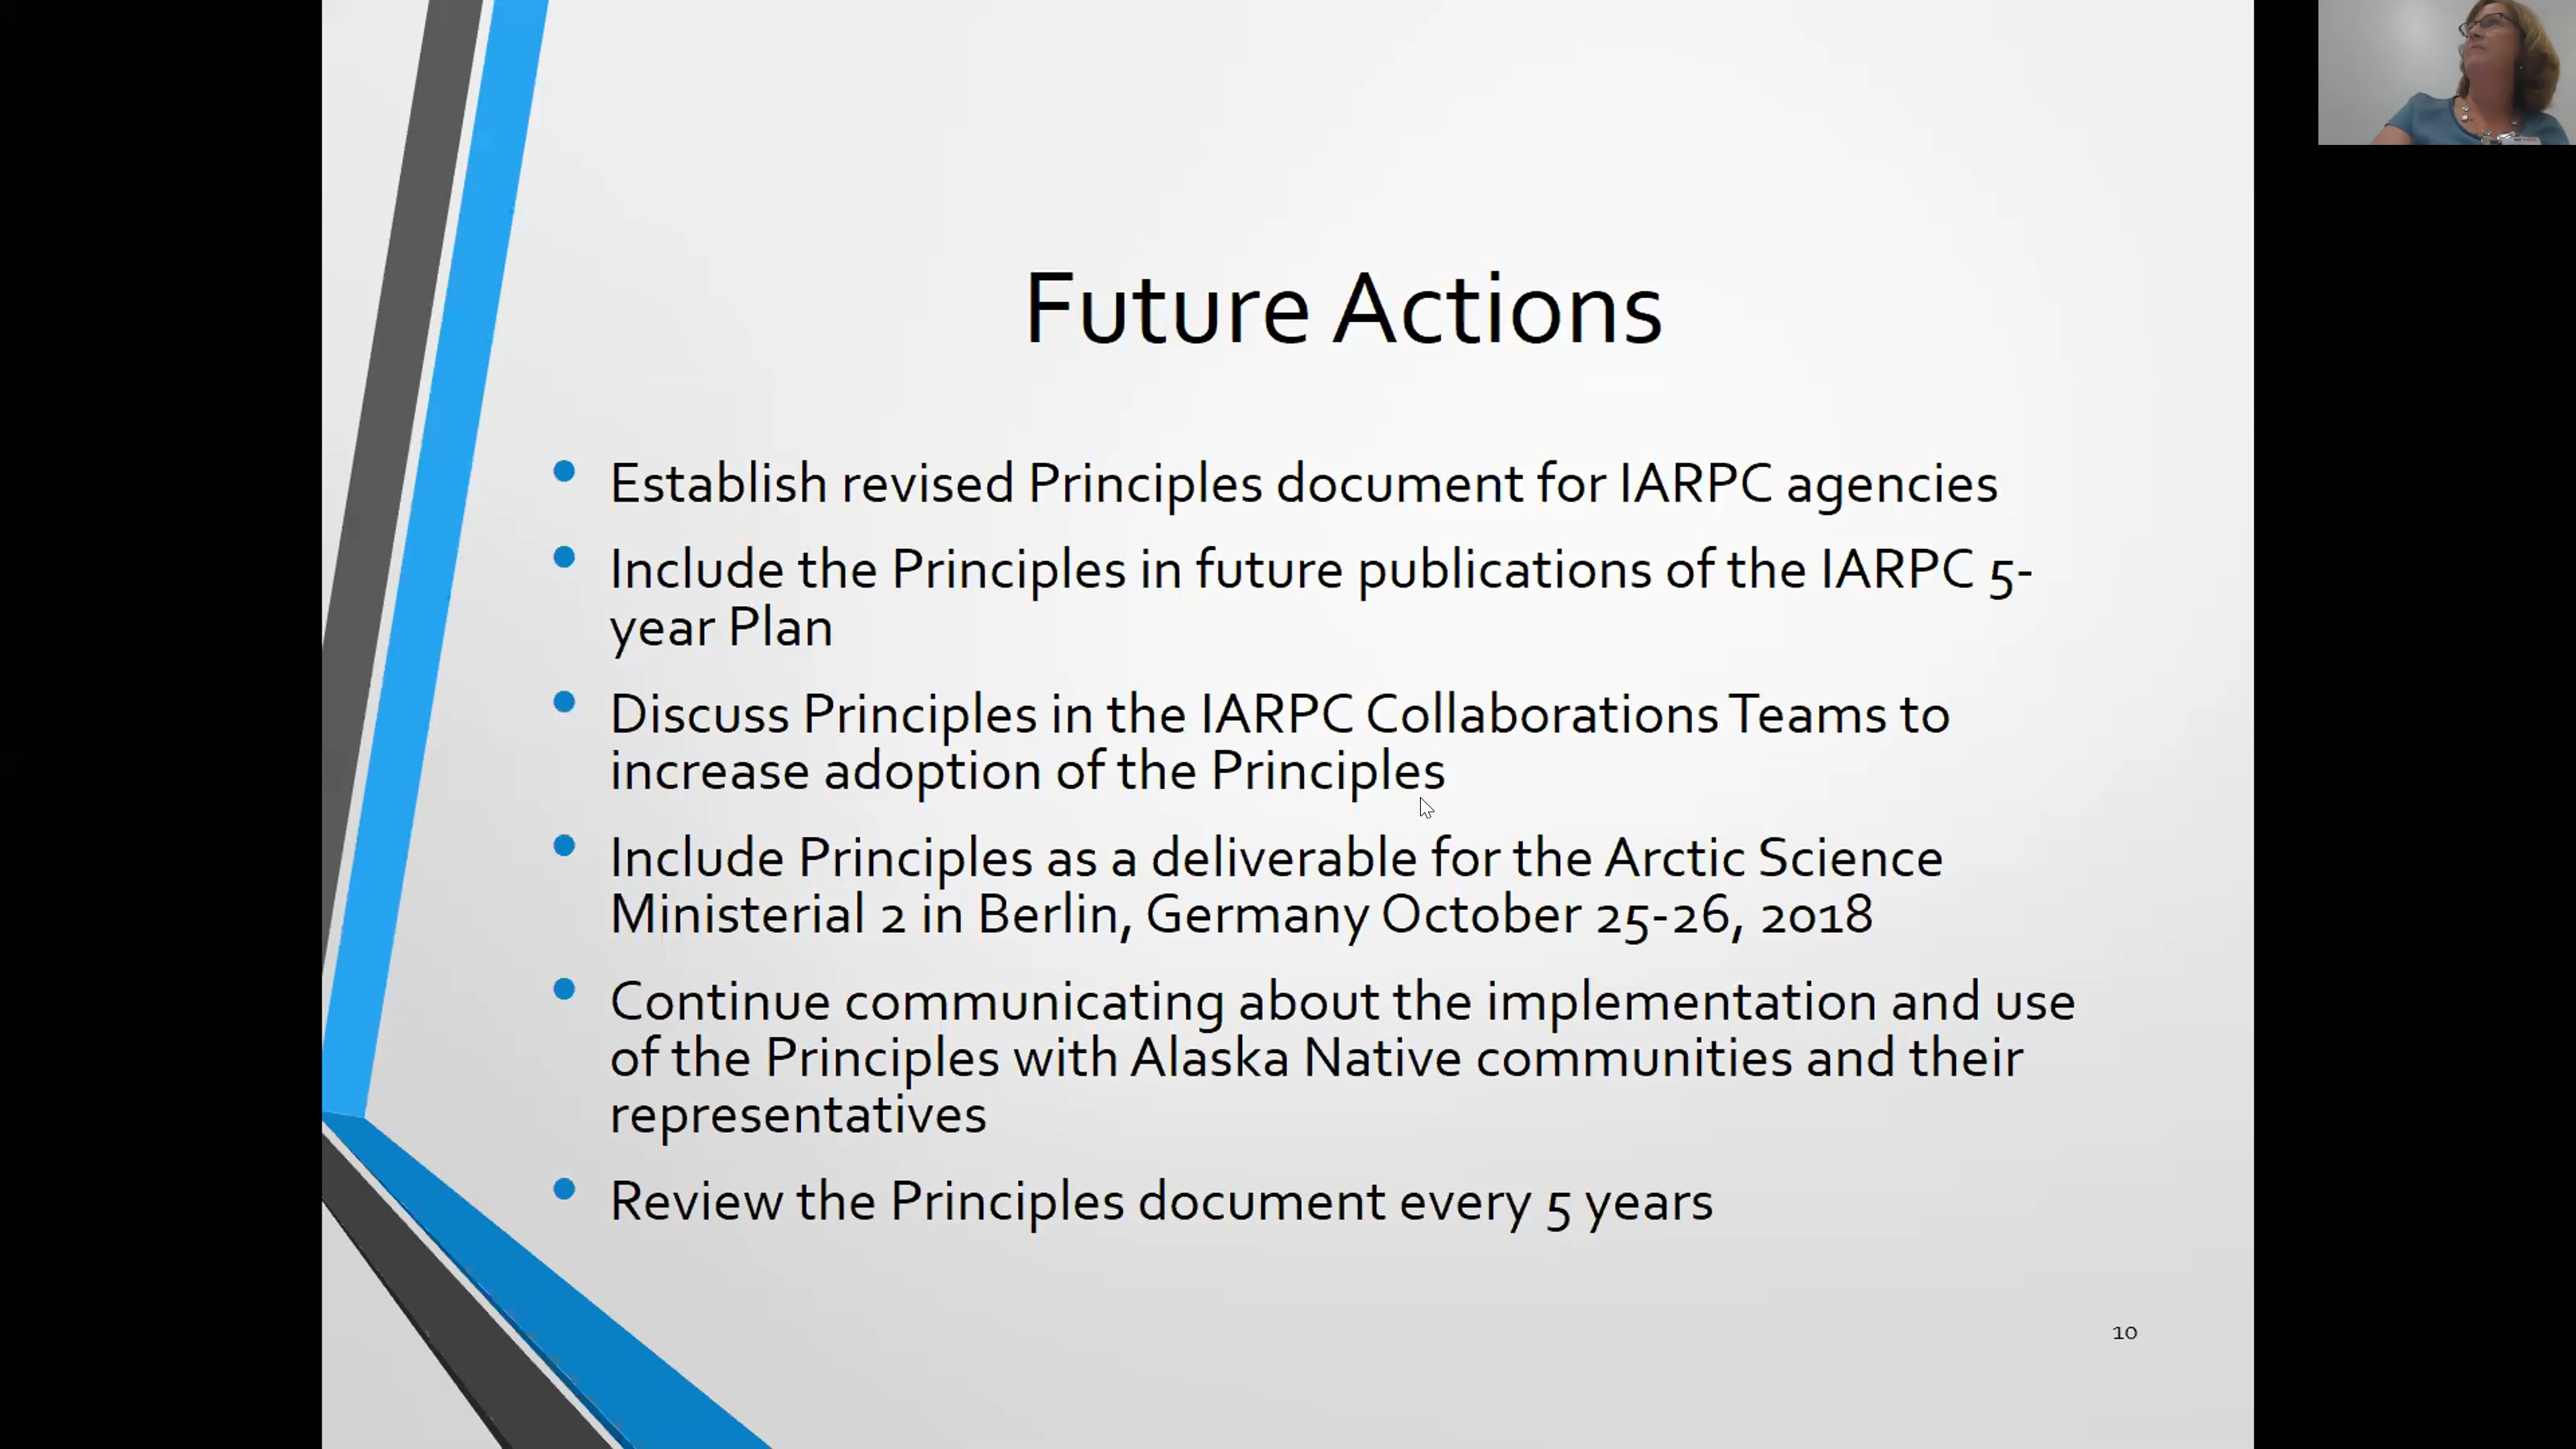 Future Actions
Establish revised Principles document for IARPC agencies
Include the Principles in future publications of the IARPC 5-
year Plan
Discuss Principles in the IARPC Collaborations Teams to
increase adoption of the Principles
Include Principles as a deliverable for the Arctic Science
Ministerial 2 in Berlin, Germany October 25-26, 2018
Continue communicating about the implementation and use
of the Principles with Alaska Native communities and their
representatives
Review the Principles document every 5 years
10